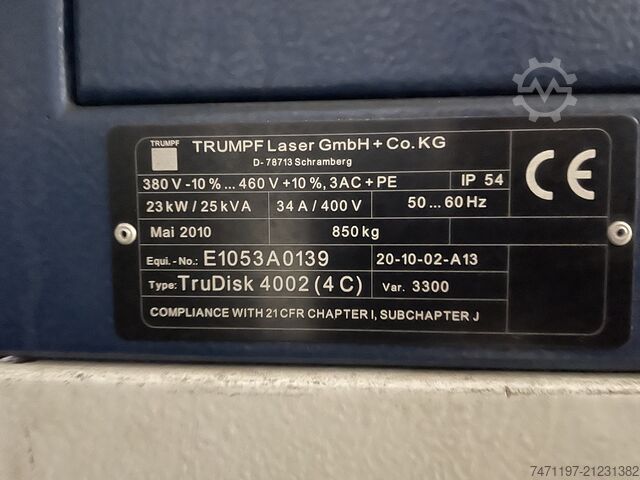 TRUMPF
TRUMPF Laser GmbH + Co. KG
D- 78713 Schramberg
380 V -10 % ... 460 V +10 %, 3AC + PE IP 54
CE
23 kW / 25 kVA 34 A / 400 V 50 ... 60 Hz
Mai 2010 850 kg
Equi.-No.: E1053A0139 20-10-02-A13
Type: TruDisk 4002 (4 C) Var. 3300
COMPLIANCE WITH 21 CFR CHAPTER I, SUBCHAPTER J
7471197-21231382